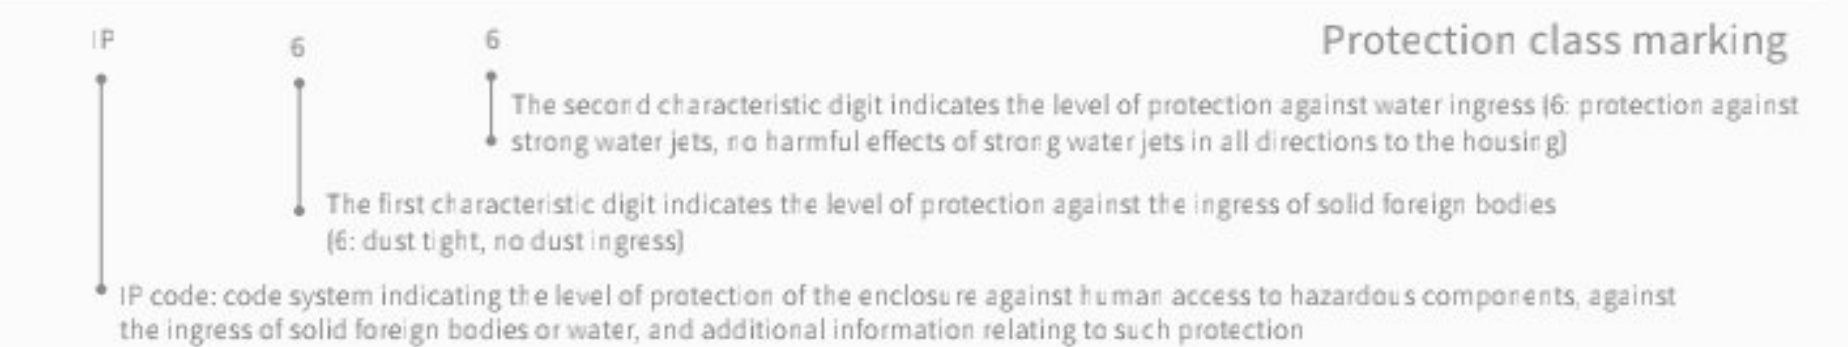 IP
6
6
Protection class marking
The second characteristic digit indicates the level of protection against water ingress (6: protection against
strong water jets, no harmful effects of strong water jets in all directions to the housing)
The first characteristic digit indicates the level of protection against the ingress of solid foreign bodies
(6: dust tight, no dust ingress)
IP code: code system indicating the level of protection of the enclosure against human access to hazardous components, against
the ingress of solid foreign bodies or water, and additional information relating to such protection